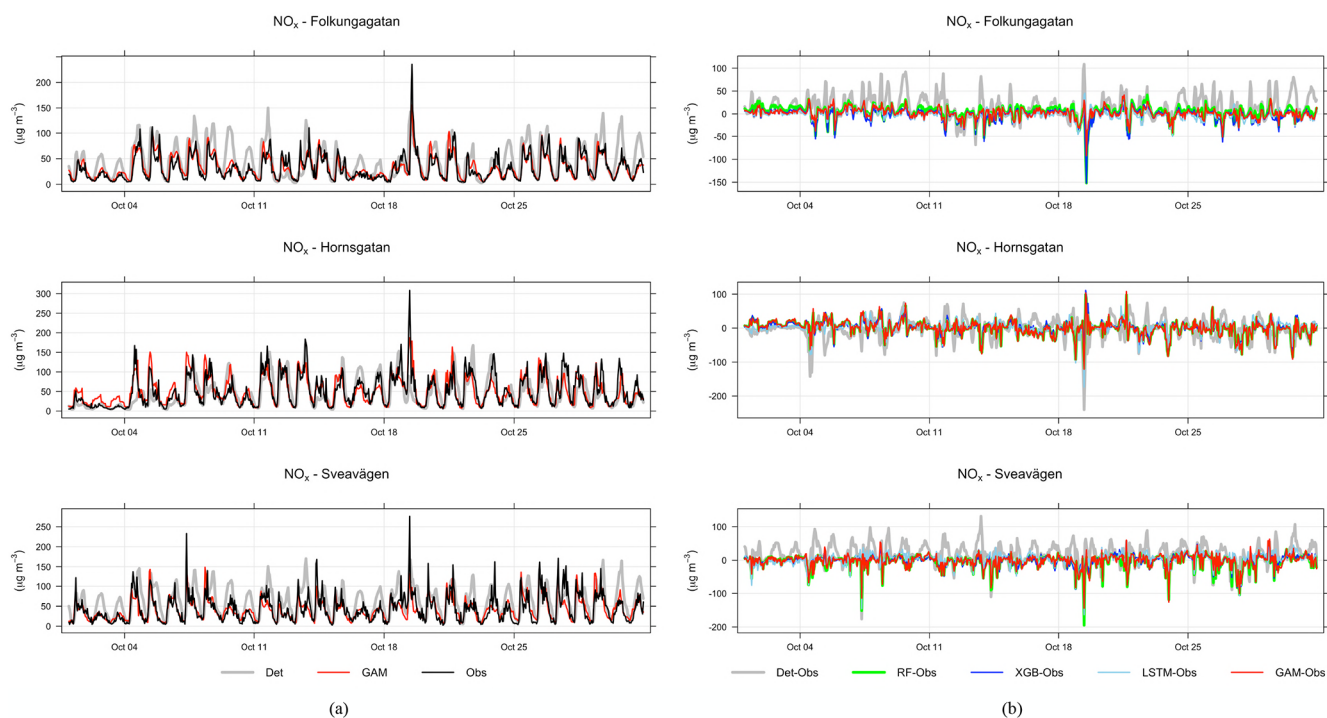 NOx - Folkungagatan
200
150
100
50
0
(μg m−3)
Oct 04 Oct 11 Oct 18 Oct 25
NOx - Hornsgatan
300
250
200
150
100
50
0
(μg m−3)
Oct 04 Oct 11 Oct 18 Oct 25
NOx - Sveavägen
250
200
150
100
50
0
(μg m−3)
Oct 04 Oct 11 Oct 18 Oct 25
Det GAM Obs
(a)
NOx - Folkungagatan
100
50
0
-50
-100
-150
(μg m−3)
Oct 04 Oct 11 Oct 18 Oct 25
NOx - Hornsgatan
100
0
-100
-200
(μg m−3)
Oct 04 Oct 11 Oct 18 Oct 25
NOx - Sveavägen
100
0
-100
-200
(μg m−3)
Oct 04 Oct 11 Oct 18 Oct 25
Det-Obs RF-Obs XGB-Obs LSTM-Obs GAM-Obs
(b)